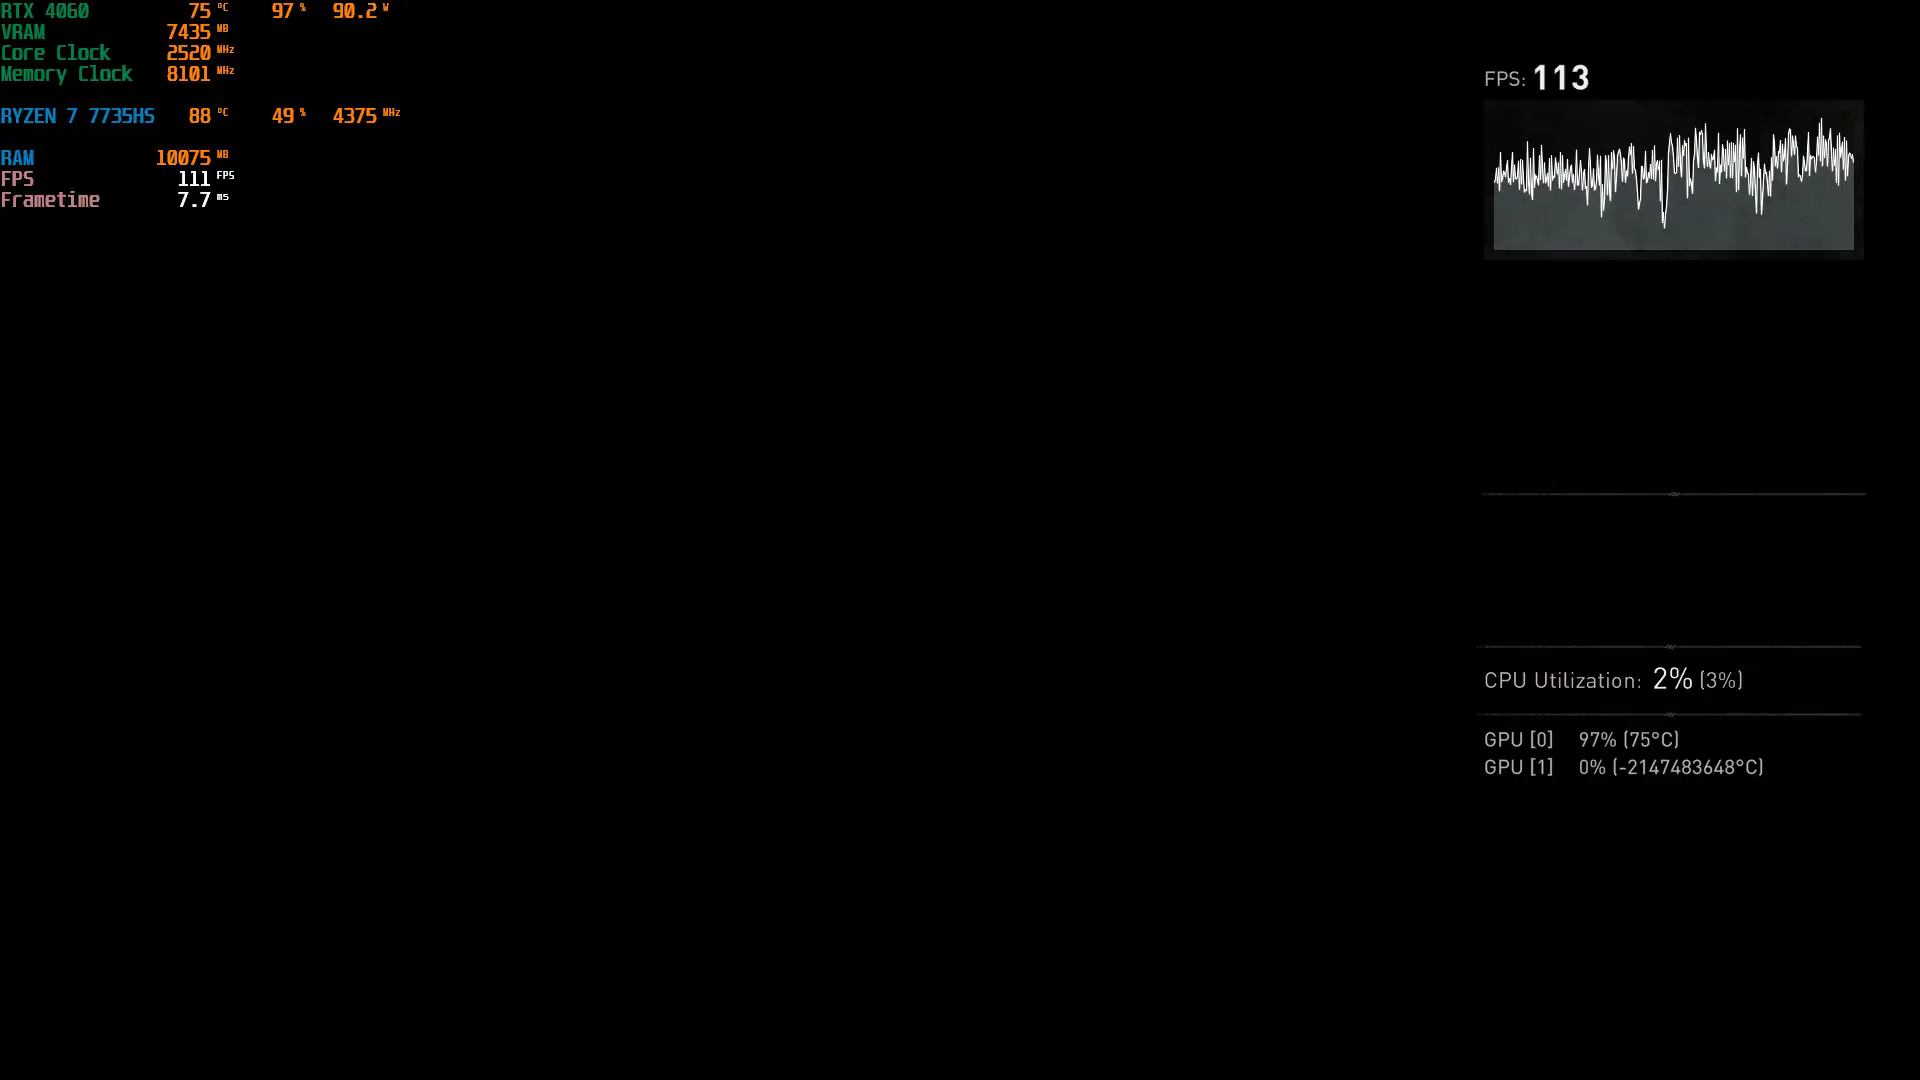 RTX 4060 75 °C 97 % 90.2 W
VRAM 7435 MB
Core Clock 2520 MHz
Memory Clock 8101 MHz
RYZEN 7 7735HS 88 °C 49 % 4375 MHz
RAM 10075 MB
FPS 111 FPS
Frametime 7.7 ms
FPS: 113
CPU Utilization: 2% (3%)
GPU [0] 97% (75°C)
GPU [1] 0% (-2147483648°C)